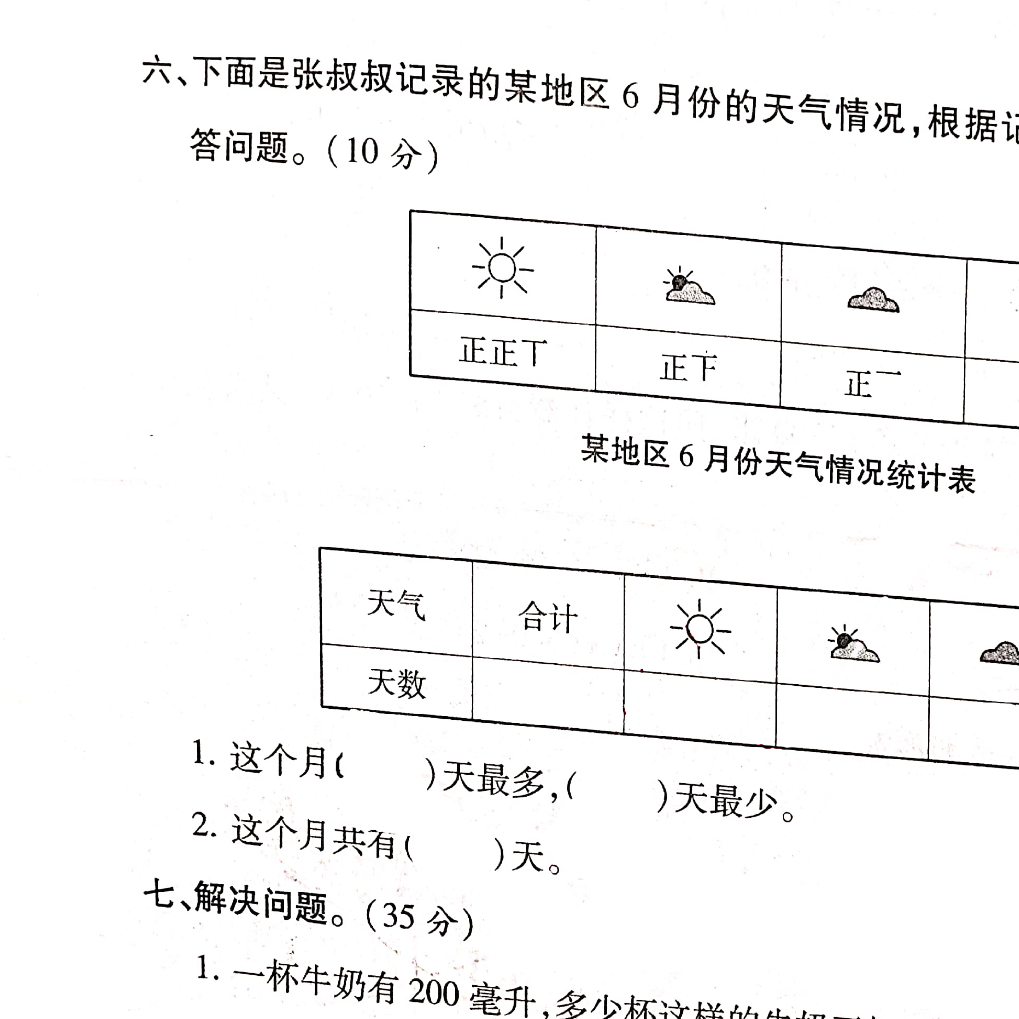 六、下面是张叔叔记录的某地区 6 月份的天气情况,根据
答问题。(10 分)
正正丅 正下 正一
某地区 6 月份天气情况统计表
天气 合计
天数
1. 这个月( )天最多,( )天最少。
2. 这个月共有( )天。
七、解决问题。(35 分)
1. 一杯牛奶有 200 毫升,多少杯这样的牛奶